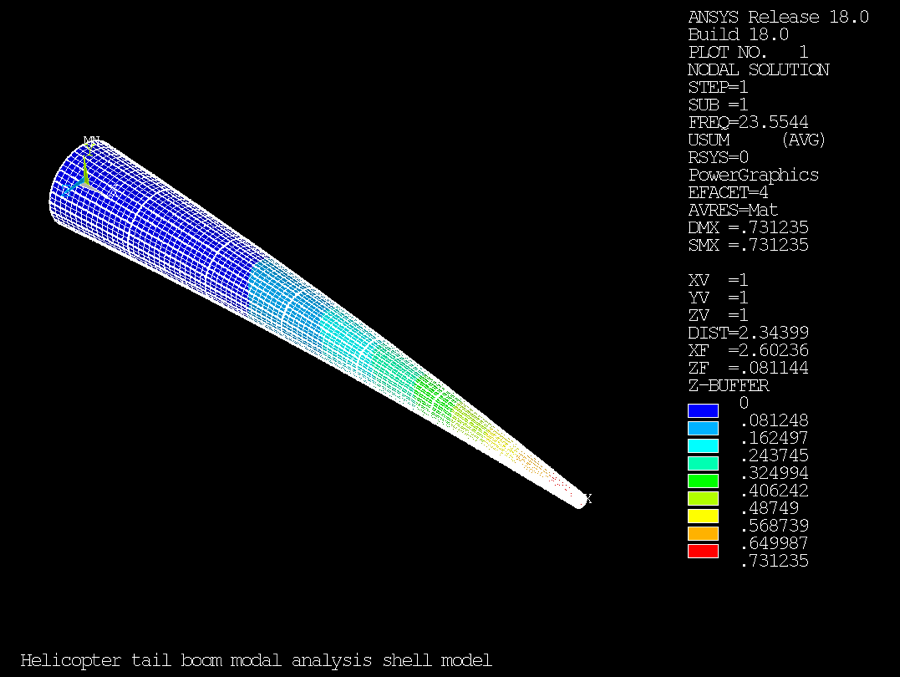 ANSYS Release 18.0
Build 18.0
PLOT NO.   1
NODAL SOLUTION
STEP=1
SUB =1
FREQ=23.5544
USUM     (AVG)
RSYS=0
PowerGraphics
EFACET=4
AVRES=Mat
DMX =.731235
SMX =.731235
XV  =1
YV  =1
ZV  =1
DIST=2.34399
XF  =2.60236
ZF  =.081144
Z-BUFFER
0
.081248
.162497
.243745
.324994
.406242
.48749
.568739
.649987
.731235
MN
X
Helicopter tail boom modal analysis shell model